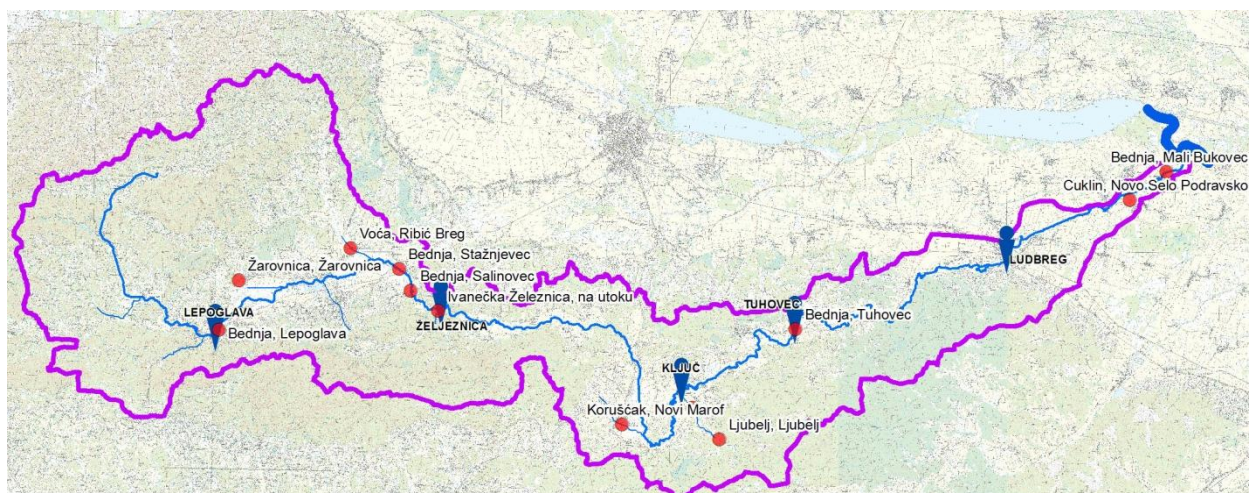 Bednja, Mali Bukovec
Cuklin, Novo Selo Podravsko
Voća, Ribić Breg
Bednja, Stažnjevec
LUDBREG
Žarovnica, Žarovnica
Bednja, Salinovec
Ivanečka Železnica, na utoku
LEPOGLAVA
TUHOVEC
Bednja, Tuhovec
ŽELJEZNICA
Bednja, Lepoglava
KLJUČ
Korušćak, Novi Marof
Ljubelj, Ljubelj